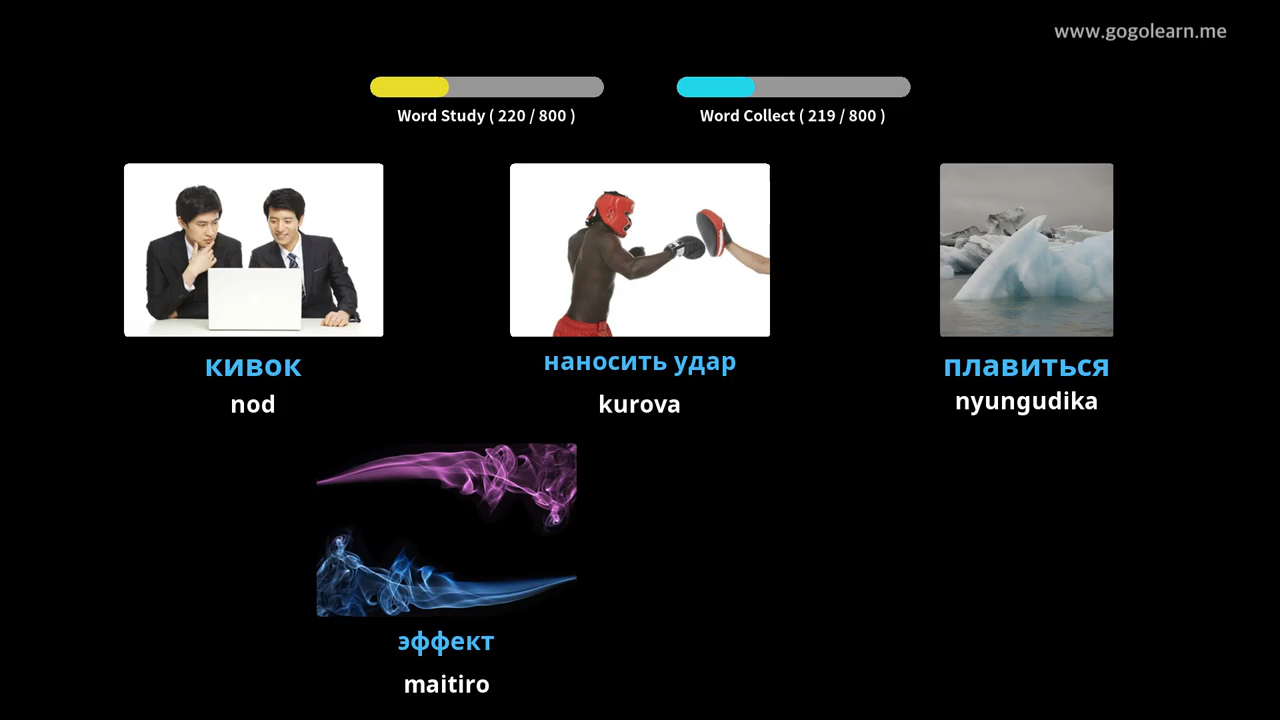 www.gogolearn.me
Word Study ( 220 / 800 )
Word Collect ( 219 / 800 )
кивок
nod
наносить удар
kurova
плавиться
nyungudika
эффект
maitiro